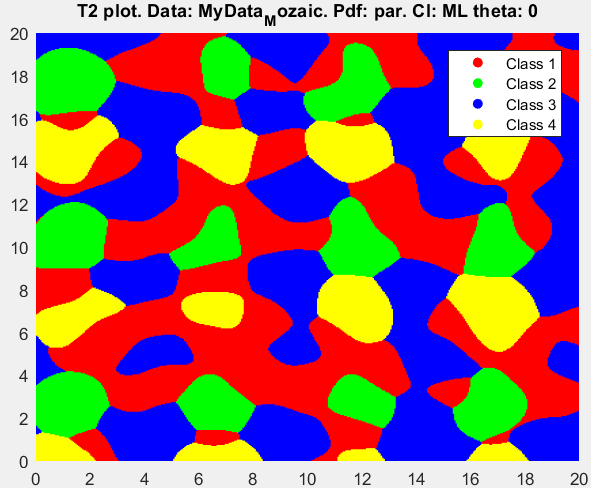 T2 plot. Data: MyData_Mozaic. Pdf: par. Cl: ML theta: 0
20
18
16
14
12
10
8
6
4
2
0
Class 1
Class 2
Class 3
Class 4
0 2 4 6 8 10 12 14 16 18 20